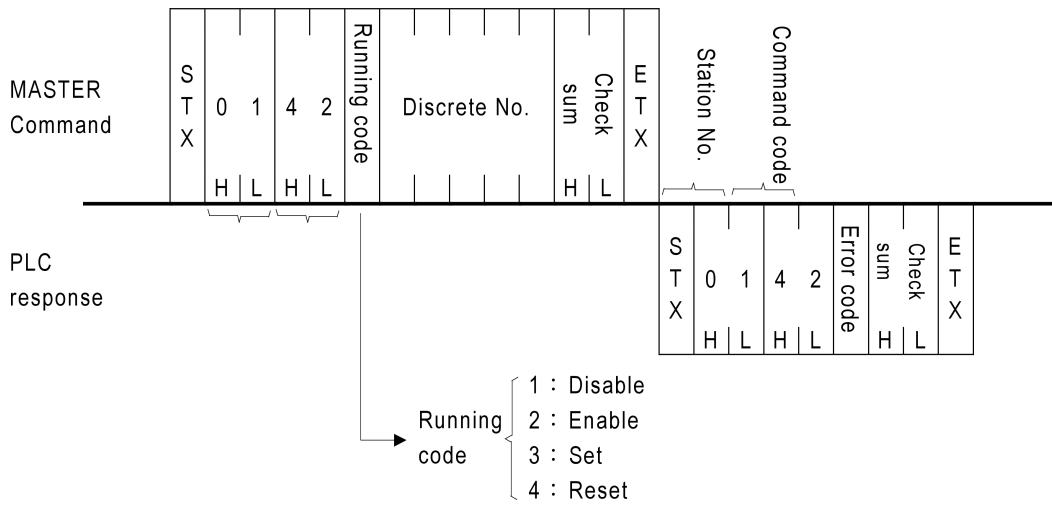 MASTER
Command
S
T
X
0 1 4 2
H L H L
Running code
Discrete No.
Check
sum
H L
E
T
X
Station No.
Command code
PLC
response
S
T
X
0 1 4 2
H L H L
Error code
Check
sum
H L
E
T
X
Running
code
1：Disable
2：Enable
3：Set
4：Reset